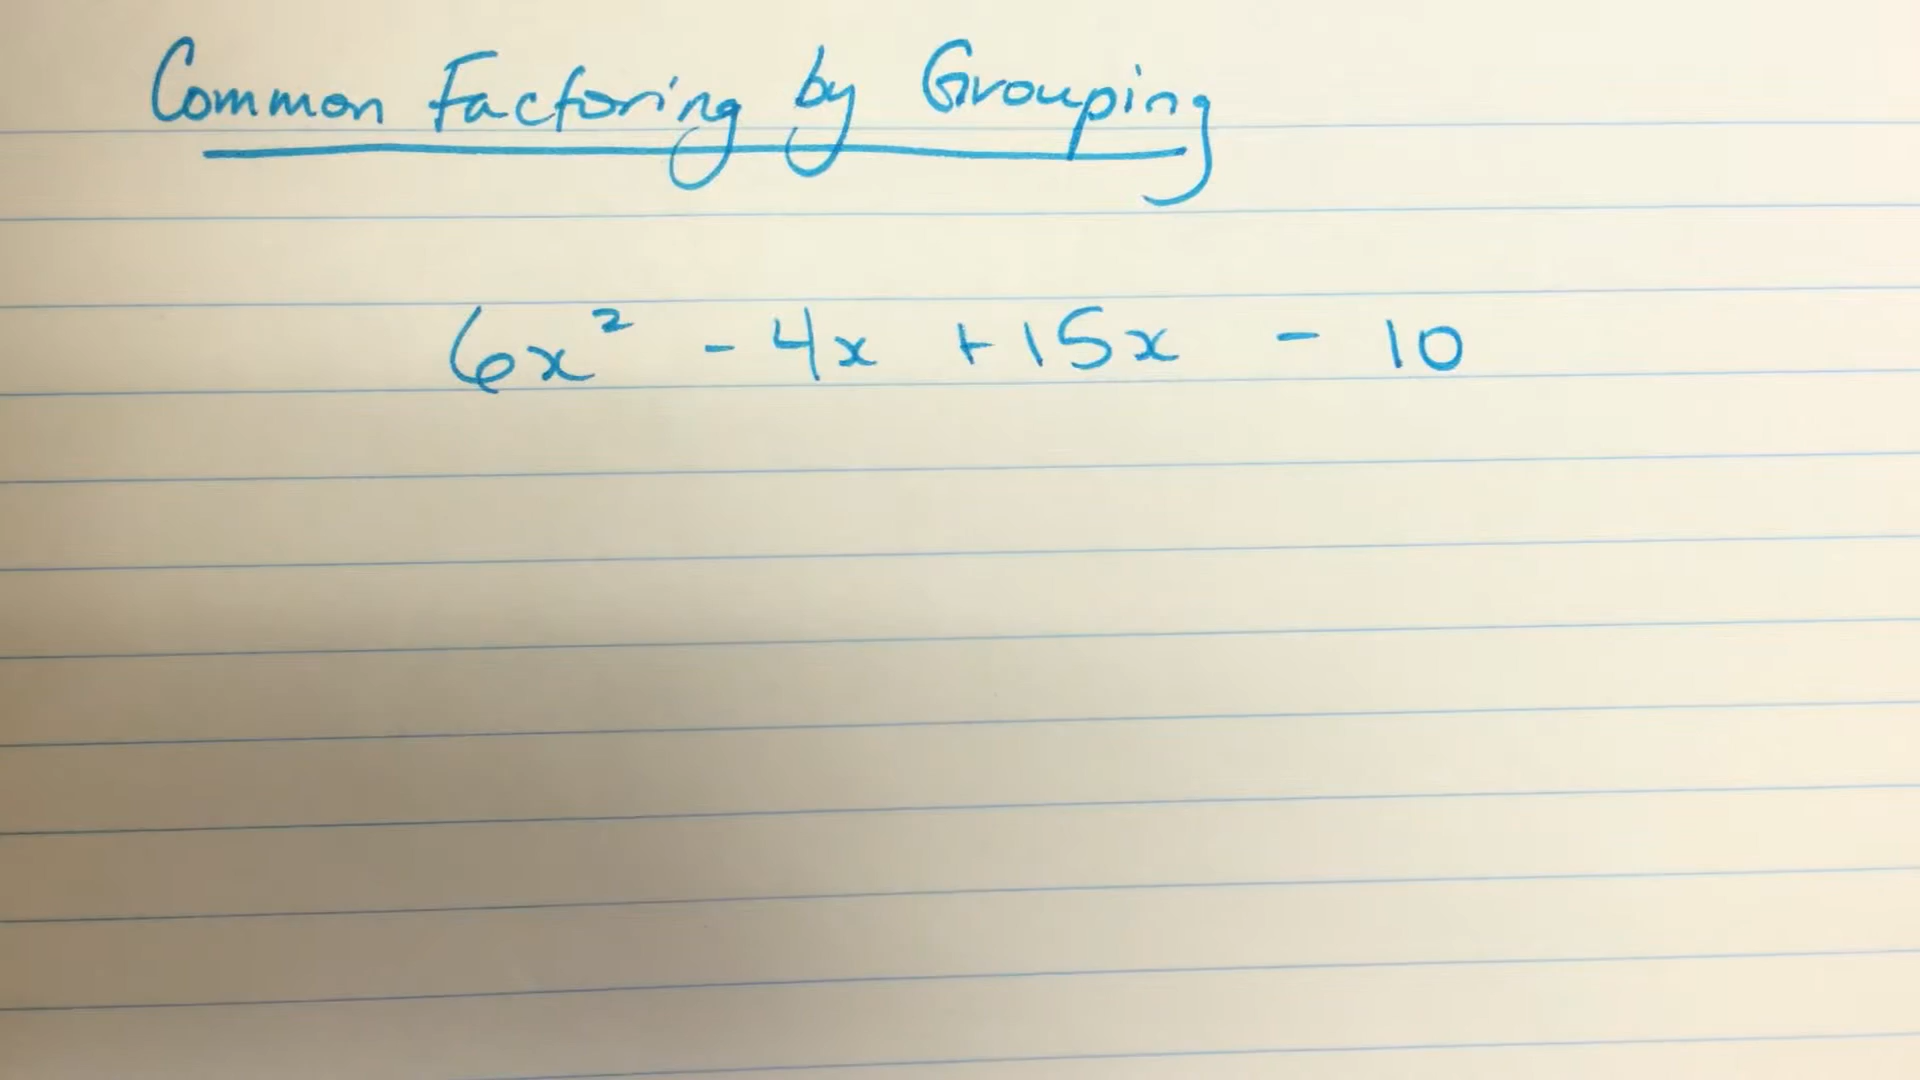 Common Factoring by Grouping
6x² - 4x + 15x - 10